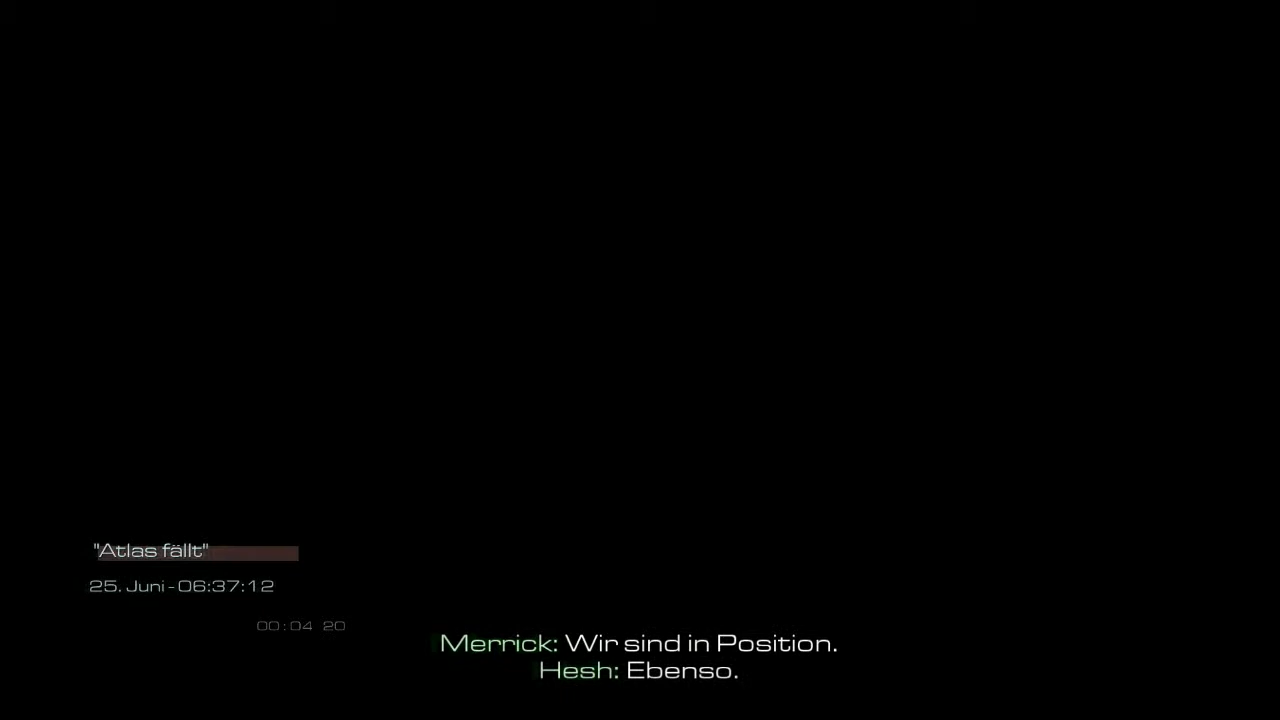 "Atlas fällt"
25. Juni - 06:37:12
00:04 20
Merrick: Wir sind in Position.
Hesh: Ebenso.